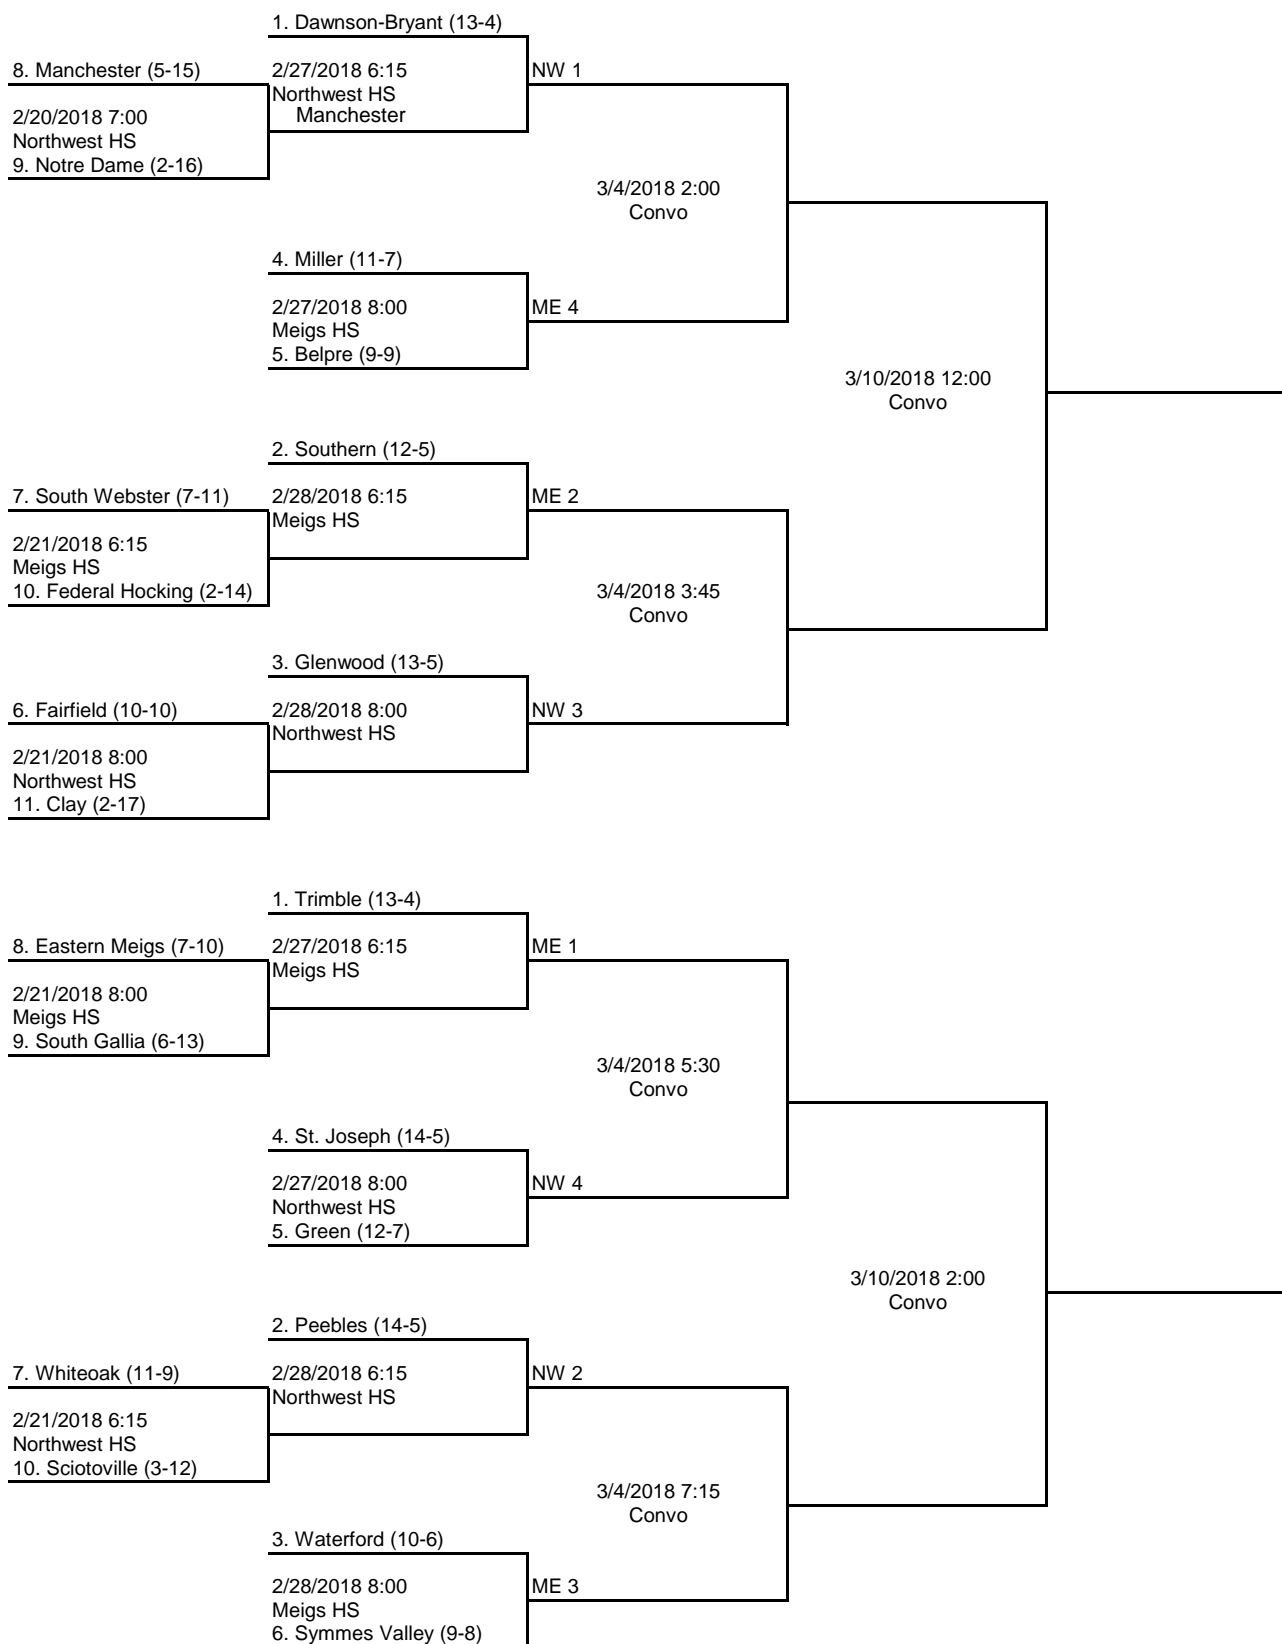 1. Dawnson-Bryant (13-4)
8. Manchester (5-15)
2/27/2018 6:15
NW 1
Northwest HS
Manchester
2/20/2018 7:00
Northwest HS
9. Notre Dame (2-16)
3/4/2018 2:00
Convo
4. Miller (11-7)
2/27/2018 8:00
ME 4
Meigs HS
5. Belpre (9-9)
3/10/2018 12:00
Convo
2. Southern (12-5)
7. South Webster (7-11)
2/28/2018 6:15
ME 2
Meigs HS
2/21/2018 6:15
Meigs HS
10. Federal Hocking (2-14)
3/4/2018 3:45
Convo
3. Glenwood (13-5)
6. Fairfield (10-10)
2/28/2018 8:00
NW 3
Northwest HS
2/21/2018 8:00
Northwest HS
11. Clay (2-17)
1. Trimble (13-4)
8. Eastern Meigs (7-10)
2/27/2018 6:15
ME 1
Meigs HS
2/21/2018 8:00
Meigs HS
9. South Gallia (6-13)
3/4/2018 5:30
Convo
4. St. Joseph (14-5)
2/27/2018 8:00
NW 4
Northwest HS
5. Green (12-7)
3/10/2018 2:00
Convo
2. Peebles (14-5)
7. Whiteoak (11-9)
2/28/2018 6:15
NW 2
Northwest HS
2/21/2018 6:15
Northwest HS
10. Sciotoville (3-12)
3/4/2018 7:15
Convo
3. Waterford (10-6)
2/28/2018 8:00
ME 3
Meigs HS
6. Symmes Valley (9-8)